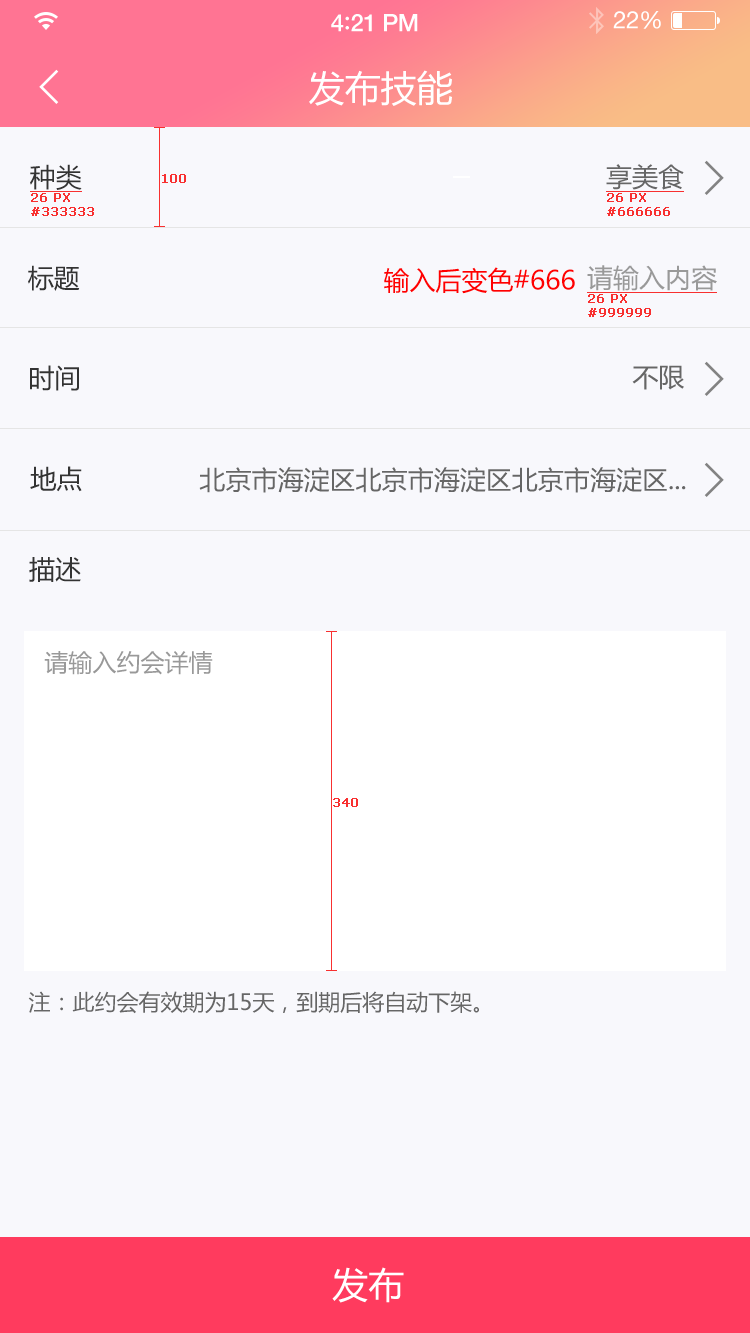 4:21 PM
22%
发布技能
种类
26 PX
#333333
100
享美食
26 PX
#666666
标题
输入后变色#666
请输入内容
26 PX
#999999
时间
不限
地点
北京市海淀区北京市海淀区北京市海淀区...
描述
请输入约会详情
340
注：此约会有效期为15天，到期后将自动下架。
发布